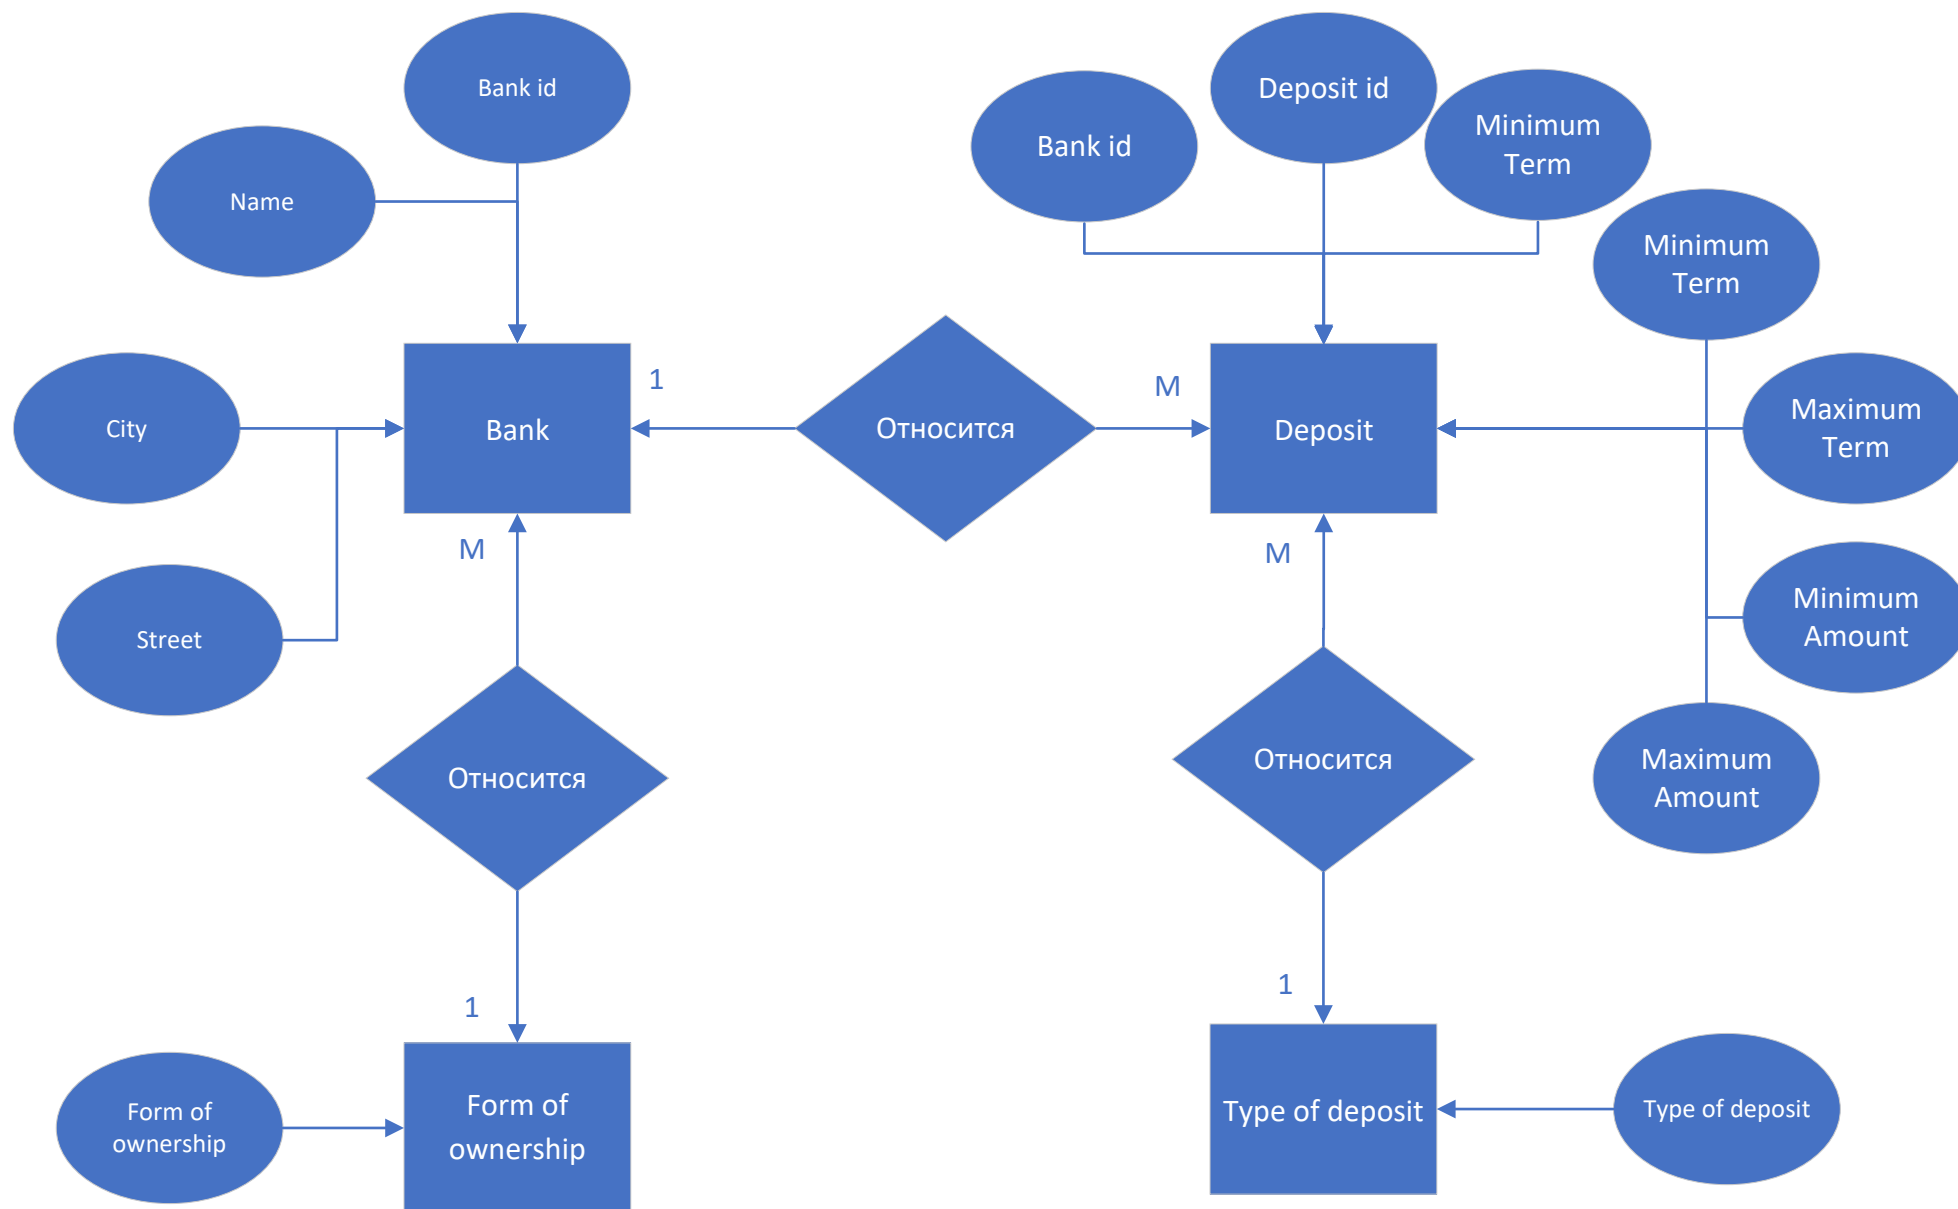 Bank id
Deposit id
Minimum
Term
Bank id
Name
Minimum
Term
1
M
Maximum
Term
City
Bank
Относится
Deposit
M
M
Minimum
Amount
Street
Относится
Относится
Maximum
Amount
1
1
Form of
ownership
Form of
ownership
Type of deposit
Type of deposit